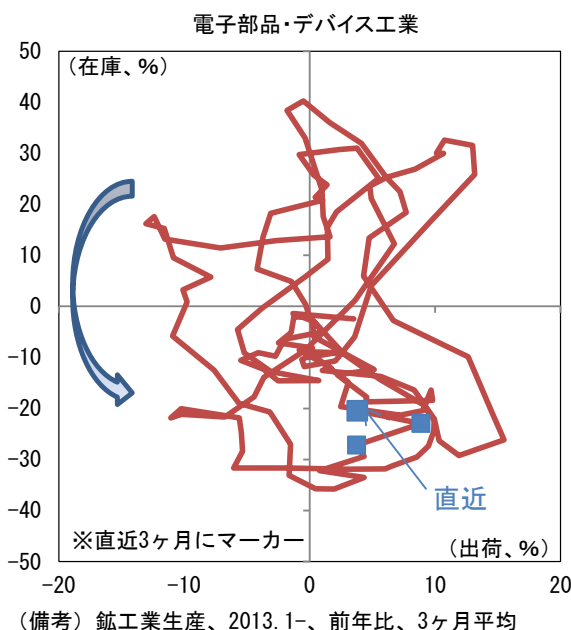 電子部品・デバイス工業
50
(在庫、%)
40
30
20
10
0
-10
-20
-30
直近
-40
-50
※直近3ヶ月にマーカー
(出荷、%)
-20
-10
0
10
20
(備考) 鉱工業生産、2013.1-、前年比、3ヶ月平均